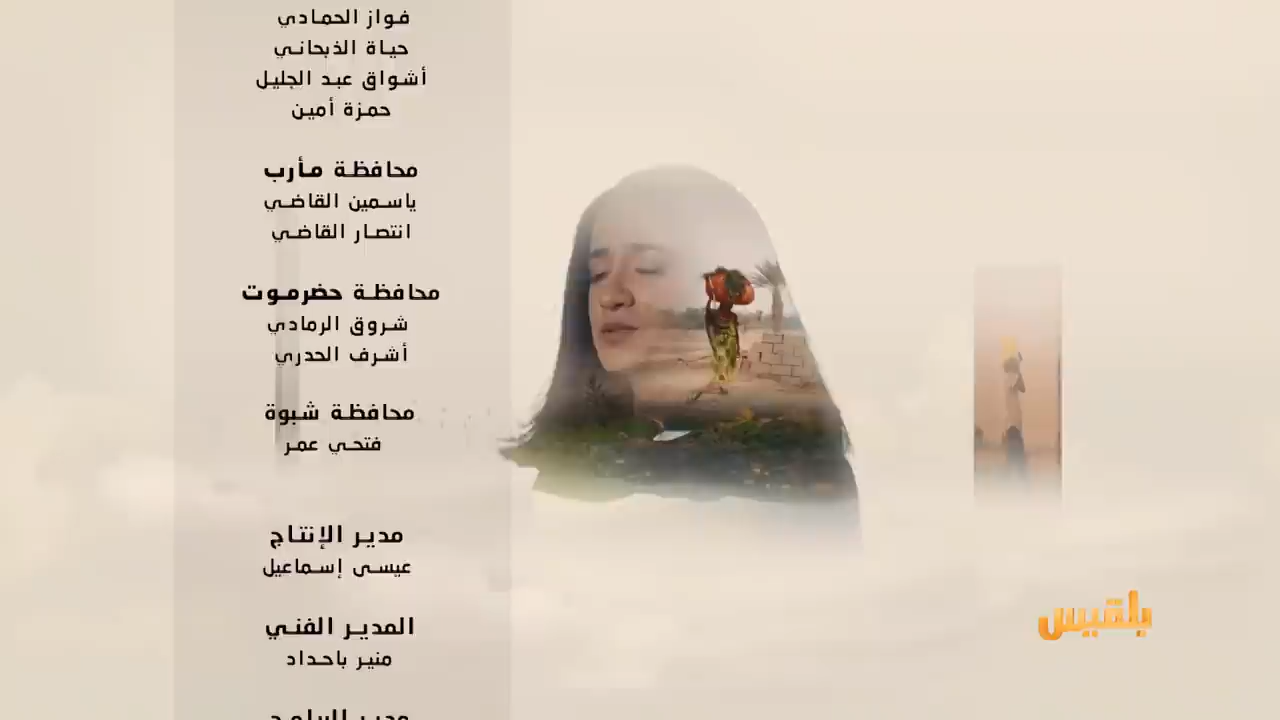 فواز الحمادي
حياة الذبحاني
أشواق عبد الجليل
حمزة أمين
محافظة مأرب
ياسمين القاضي
انتصار القاضي
محافظة حضرموت
شروق الرمادي
أشرف الحدري
محافظة شبوة
فتحي عمر
مدير الإنتاج
عيسى إسماعيل
المدير الفني
منير باحداد
بلقيس